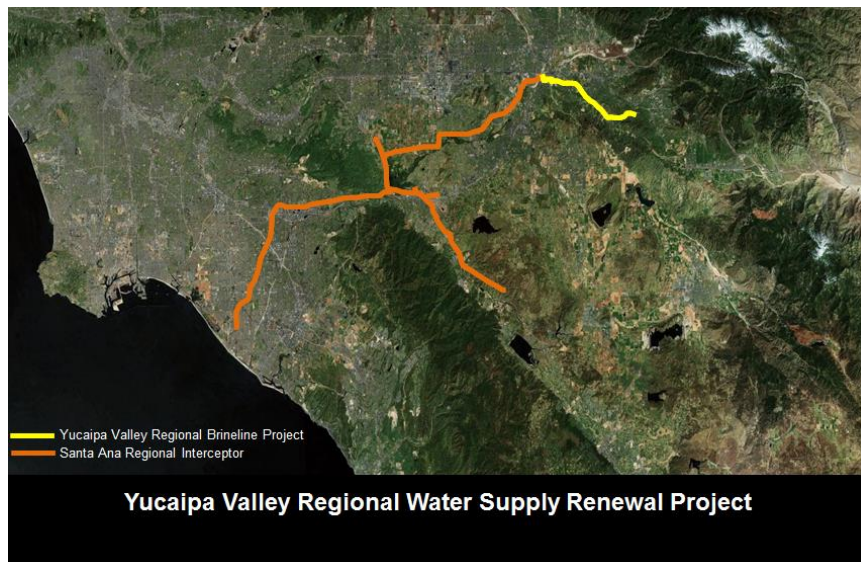 Yucaipa Valley Regional Brineline Project
Santa Ana Regional Interceptor
Yucaipa Valley Regional Water Supply Renewal Project